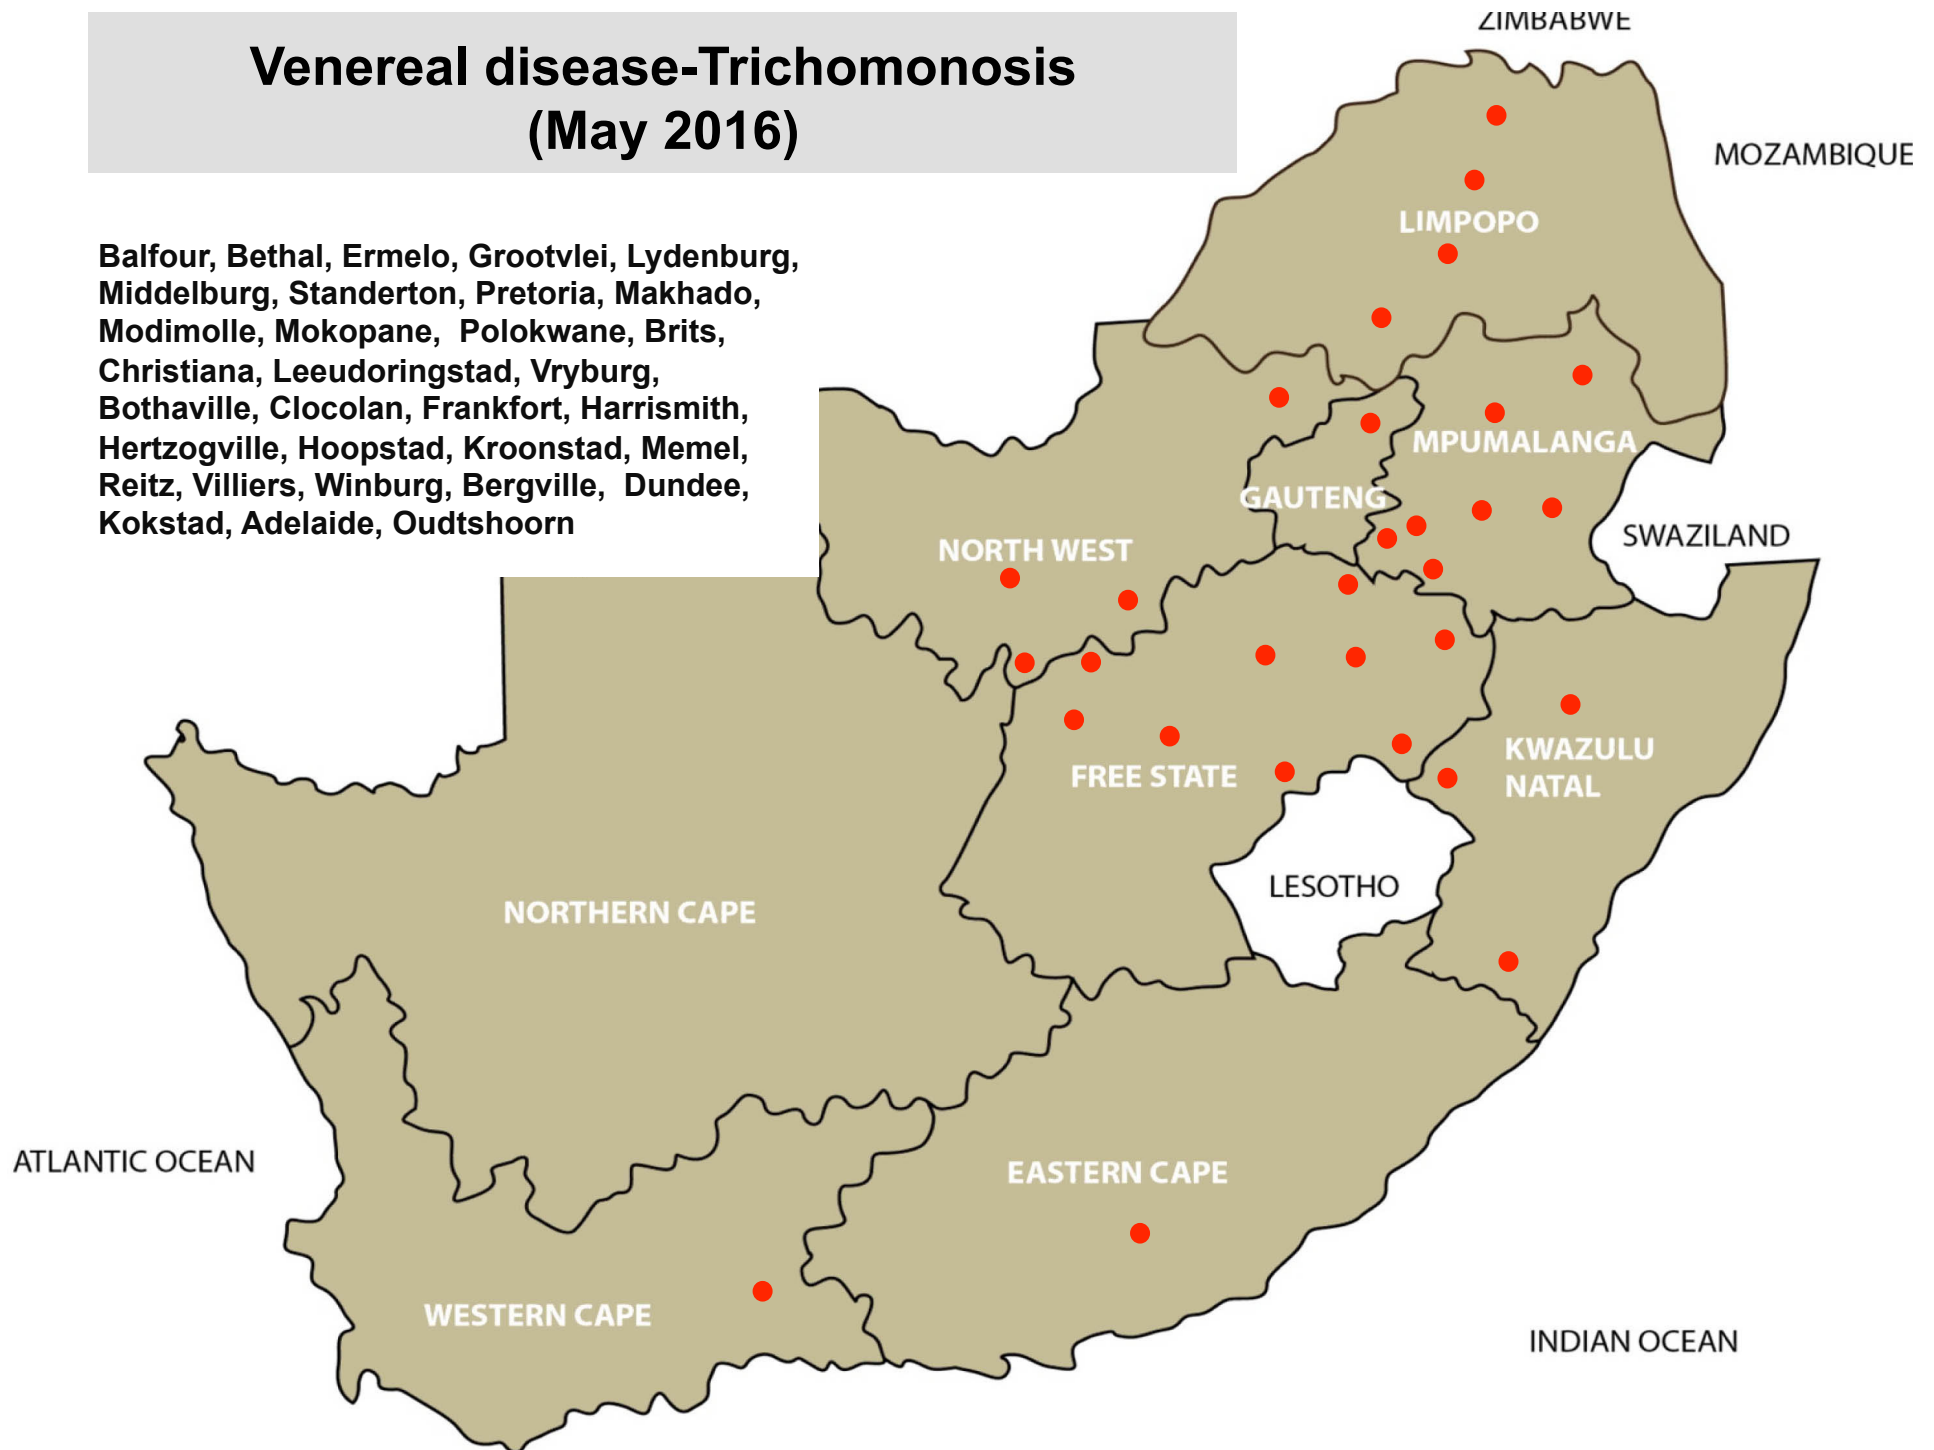 Venereal disease-Trichomonosis
(May 2016)
Balfour, Bethal, Ermelo, Grootvlei, Lydenburg,
Middelburg, Standerton, Pretoria, Makhado,
Modimolle, Mokopane, Polokwane, Brits,
Christiana, Leeudoringstad, Vryburg,
Bothaville, Clocolan, Frankfort, Harrismith,
Hertzogville, Hoopstad, Kroonstad, Memel,
Reitz, Villiers, Winburg, Bergville, Dundee,
Kokstad, Adelaide, Oudtshoorn
ZIMBABWE
MOZAMBIQUE
LIMPOPO
MPUMALANGA
GAUTENG
SWAZILAND
NORTH WEST
KWAZULU
NATAL
FREE STATE
LESOTHO
NORTHERN CAPE
ATLANTIC OCEAN
EASTERN CAPE
WESTERN CAPE
INDIAN OCEAN